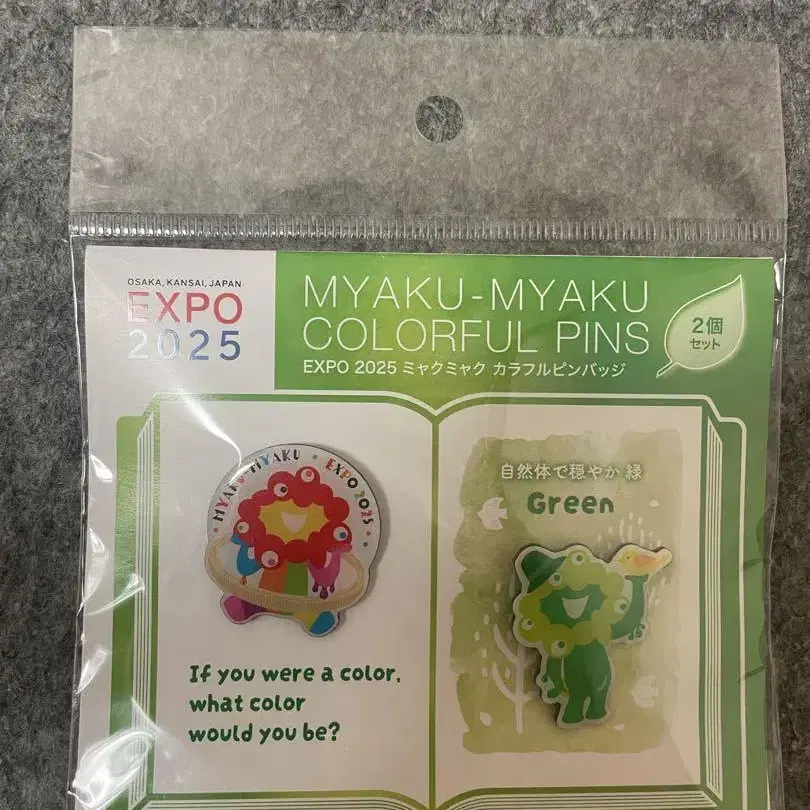 OSAKA, KANSAI, JAPAN
EXPO
2025
MYAKU-MYAKU
COLORFUL PINS
EXPO 2025 ミャクミャク カラフルピンバッジ
2個
セット
MYAKU-MYAKU • EXPO 2025 •
If you were a color,
what color
would you be?
自然体で穏やか 緑
Green